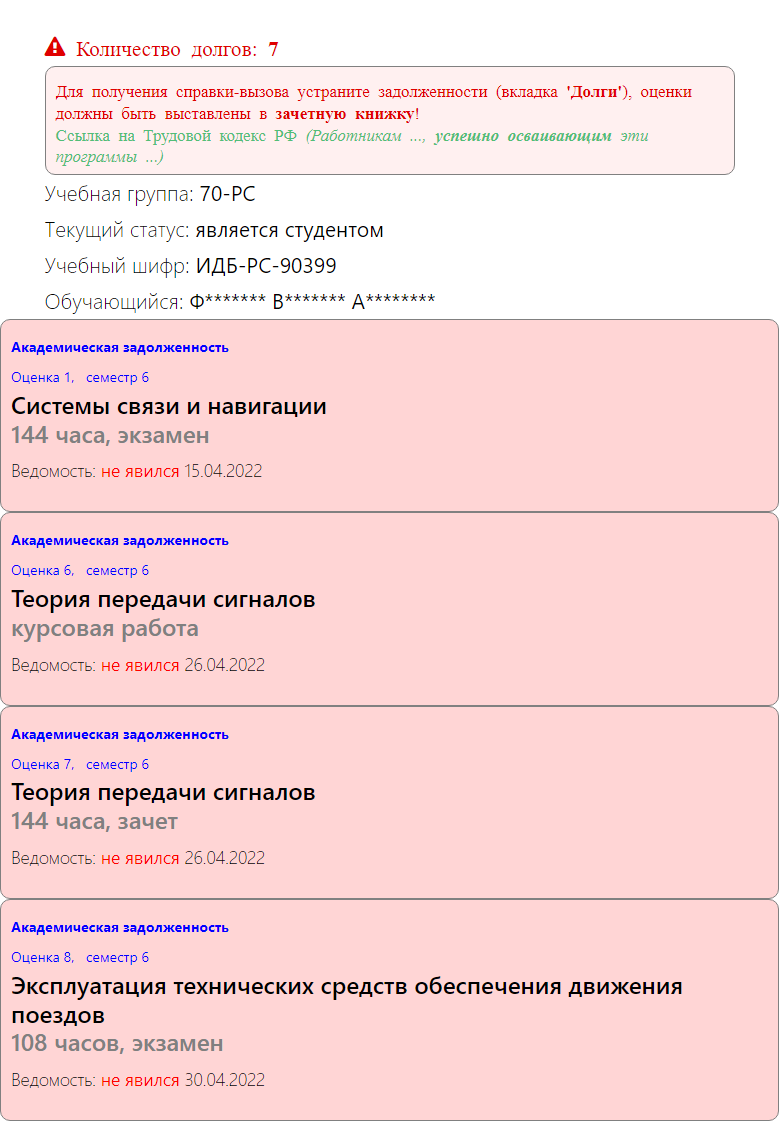 Количество долгов: 7
Для получения справки-вызова устраните задолженности (вкладка 'Долги'), оценки
должны быть выставлены в зачетную книжку!
Ссылка на Трудовой кодекс РФ (Работникам ..., успешно осваивающим эти
программы ...)
Учебная группа: 70-РС
Текущий статус: является студентом
Учебный шифр: ИДБ-РС-90399
Обучающийся: Ф******* В******* А********
Академическая задолженность
Оценка 1, семестр 6
Системы связи и навигации
144 часа, экзамен
Ведомость: не явился 15.04.2022
Академическая задолженность
Оценка 6, семестр 6
Теория передачи сигналов
курсовая работа
Ведомость: не явился 26.04.2022
Академическая задолженность
Оценка 7, семестр 6
Теория передачи сигналов
144 часа, зачет
Ведомость: не явился 26.04.2022
Академическая задолженность
Оценка 8, семестр 6
Эксплуатация технических средств обеспечения движения
поездов
108 часов, экзамен
Ведомость: не явился 30.04.2022